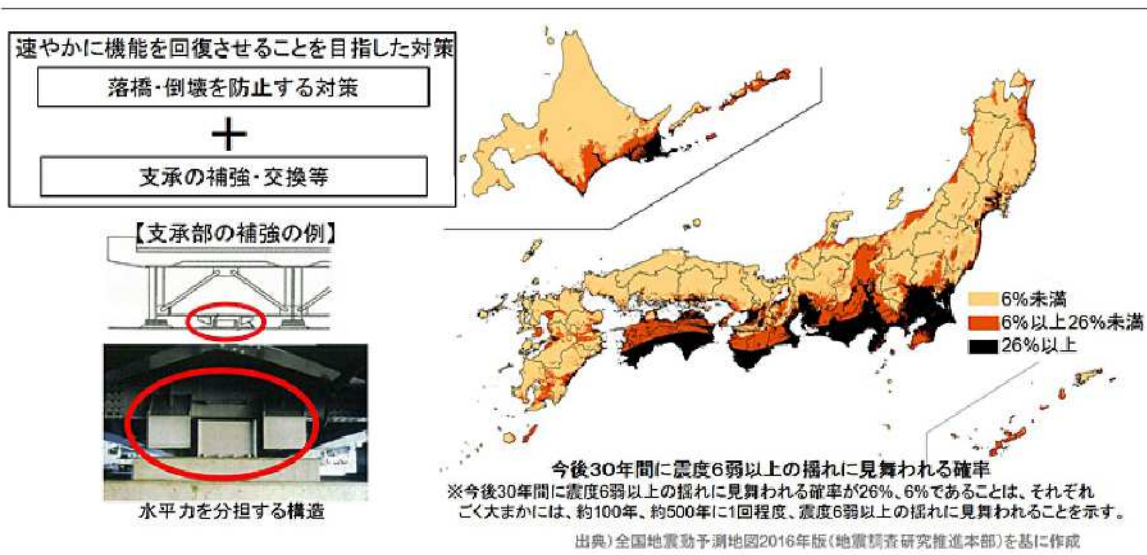 速やかに機能を回復させることを目指した対策
落橋・倒壊を防止する対策
+
支承の補強・交換等
【支承部の補強の例】
水平力を分担する構造
6%未満
6%以上26%未満
26%以上
今後30年間に震度6弱以上の揺れに見舞われる確率
※今後30年間に震度6弱以上の揺れに見舞われる確率が26%、6%であることは、それぞれ
ごく大まかには、約100年、約500年に1回程度、震度6弱以上の揺れに見舞われることを示す。
出典)全国地震動予測地図2016年版(地震調査研究推進本部)を基に作成